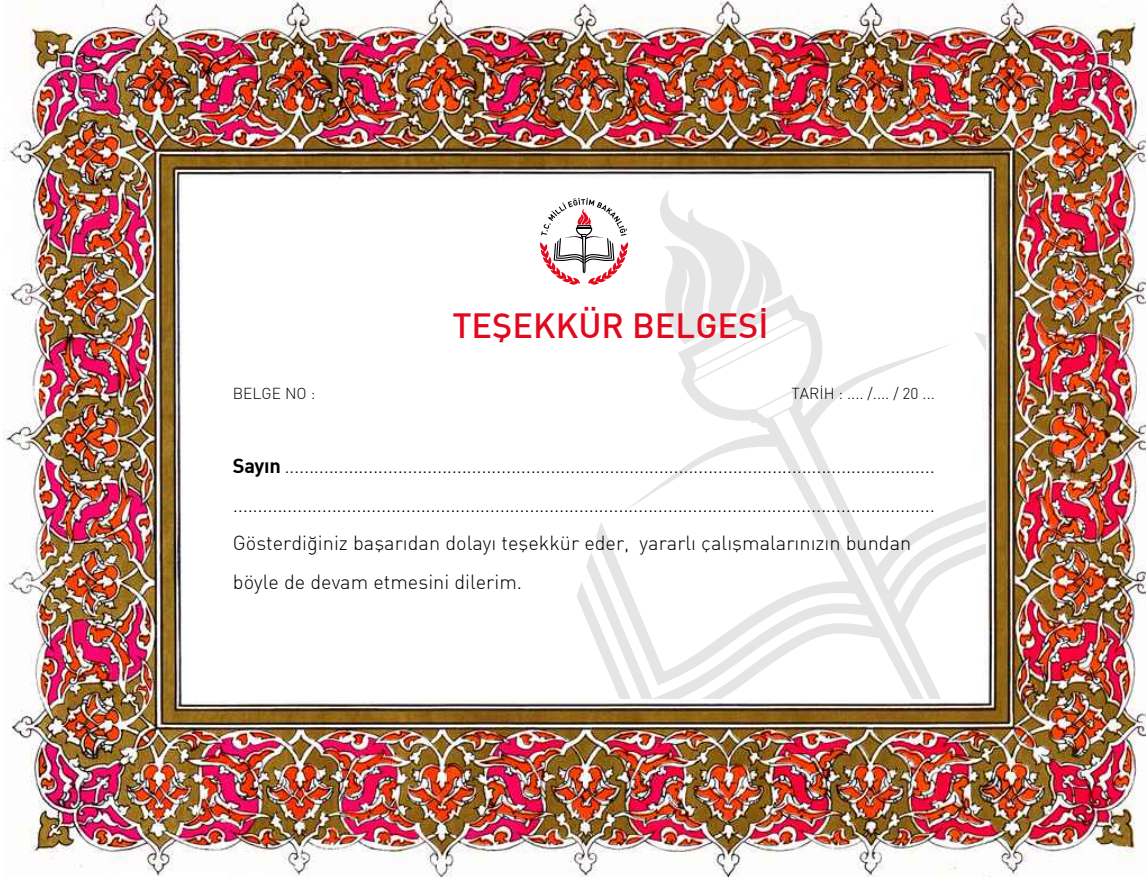 T.C. MİLLİ EĞİTİM BAKANLIĞI
TEŞEKKÜR BELGESİ
BELGE NO :
TARİH : .... /.... / 20 ...
Sayın ....................................................................................................................................
...............................................................................................................................................
Gösterdiğiniz başarıdan dolayı teşekkür eder,  yararlı çalışmalarınızın bundan
böyle de devam etmesini dilerim.